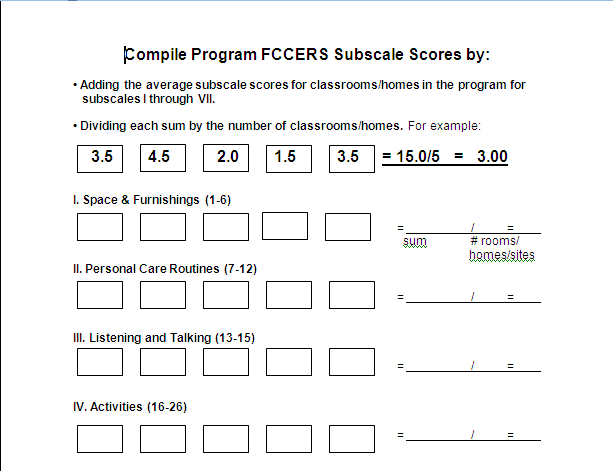 Compile Program FCCERS Subscale Scores by:
• Adding the average subscale scores for classrooms/homes in the program for
subscales I through VII.
• Dividing each sum by the number of classrooms/homes. For example:
3.5 4.5 2.0 1.5 3.5 = 15.0/5 = 3.00
I. Space & Furnishings (1-6)
= / =
sum # rooms/
homes/sites
II. Personal Care Routines (7-12)
= / =
III. Listening and Talking (13-15)
= / =
IV. Activities (16-26)
= / =